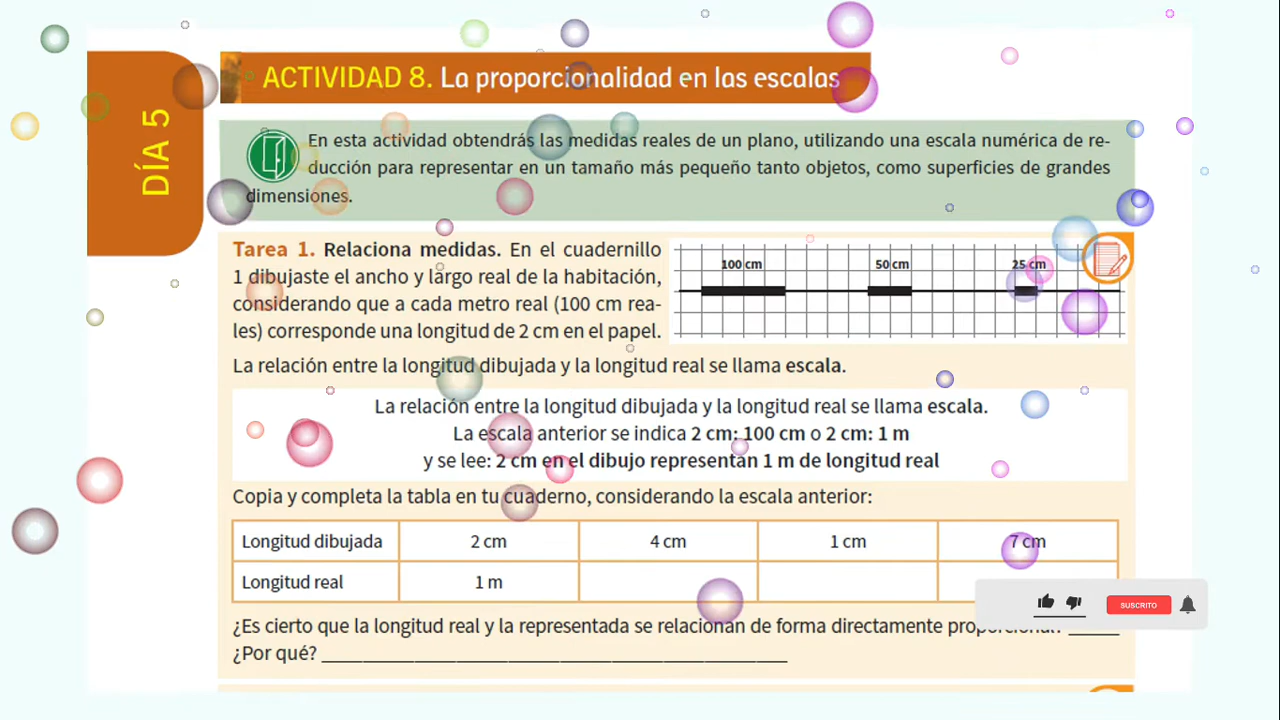 DÍA 5
ACTIVIDAD 8. La proporcionalidad en las escalas
En esta actividad obtendrás las medidas reales de un plano, utilizando una escala numérica de re-
ducción para representar en un tamaño más pequeño tanto objetos, como superficies de grandes
dimensiones.
Tarea 1. Relaciona medidas. En el cuadernillo
1 dibujaste el ancho y largo real de la habitación,
considerando que a cada metro real (100 cm rea-
les) corresponde una longitud de 2 cm en el papel.
100 cm 50 cm 25 cm
La relación entre la longitud dibujada y la longitud real se llama escala.
La relación entre la longitud dibujada y la longitud real se llama escala.
La escala anterior se indica 2 cm: 100 cm o 2 cm: 1 m
y se lee: 2 cm en el dibujo representan 1 m de longitud real
Copia y completa la tabla en tu cuaderno, considerando la escala anterior:
Longitud dibujada 2 cm 4 cm 1 cm 7 cm
Longitud real 1 m
SUSCRITO
¿Es cierto que la longitud real y la representada se relacionan de forma directamente proporcional? _____
¿Por qué? _____